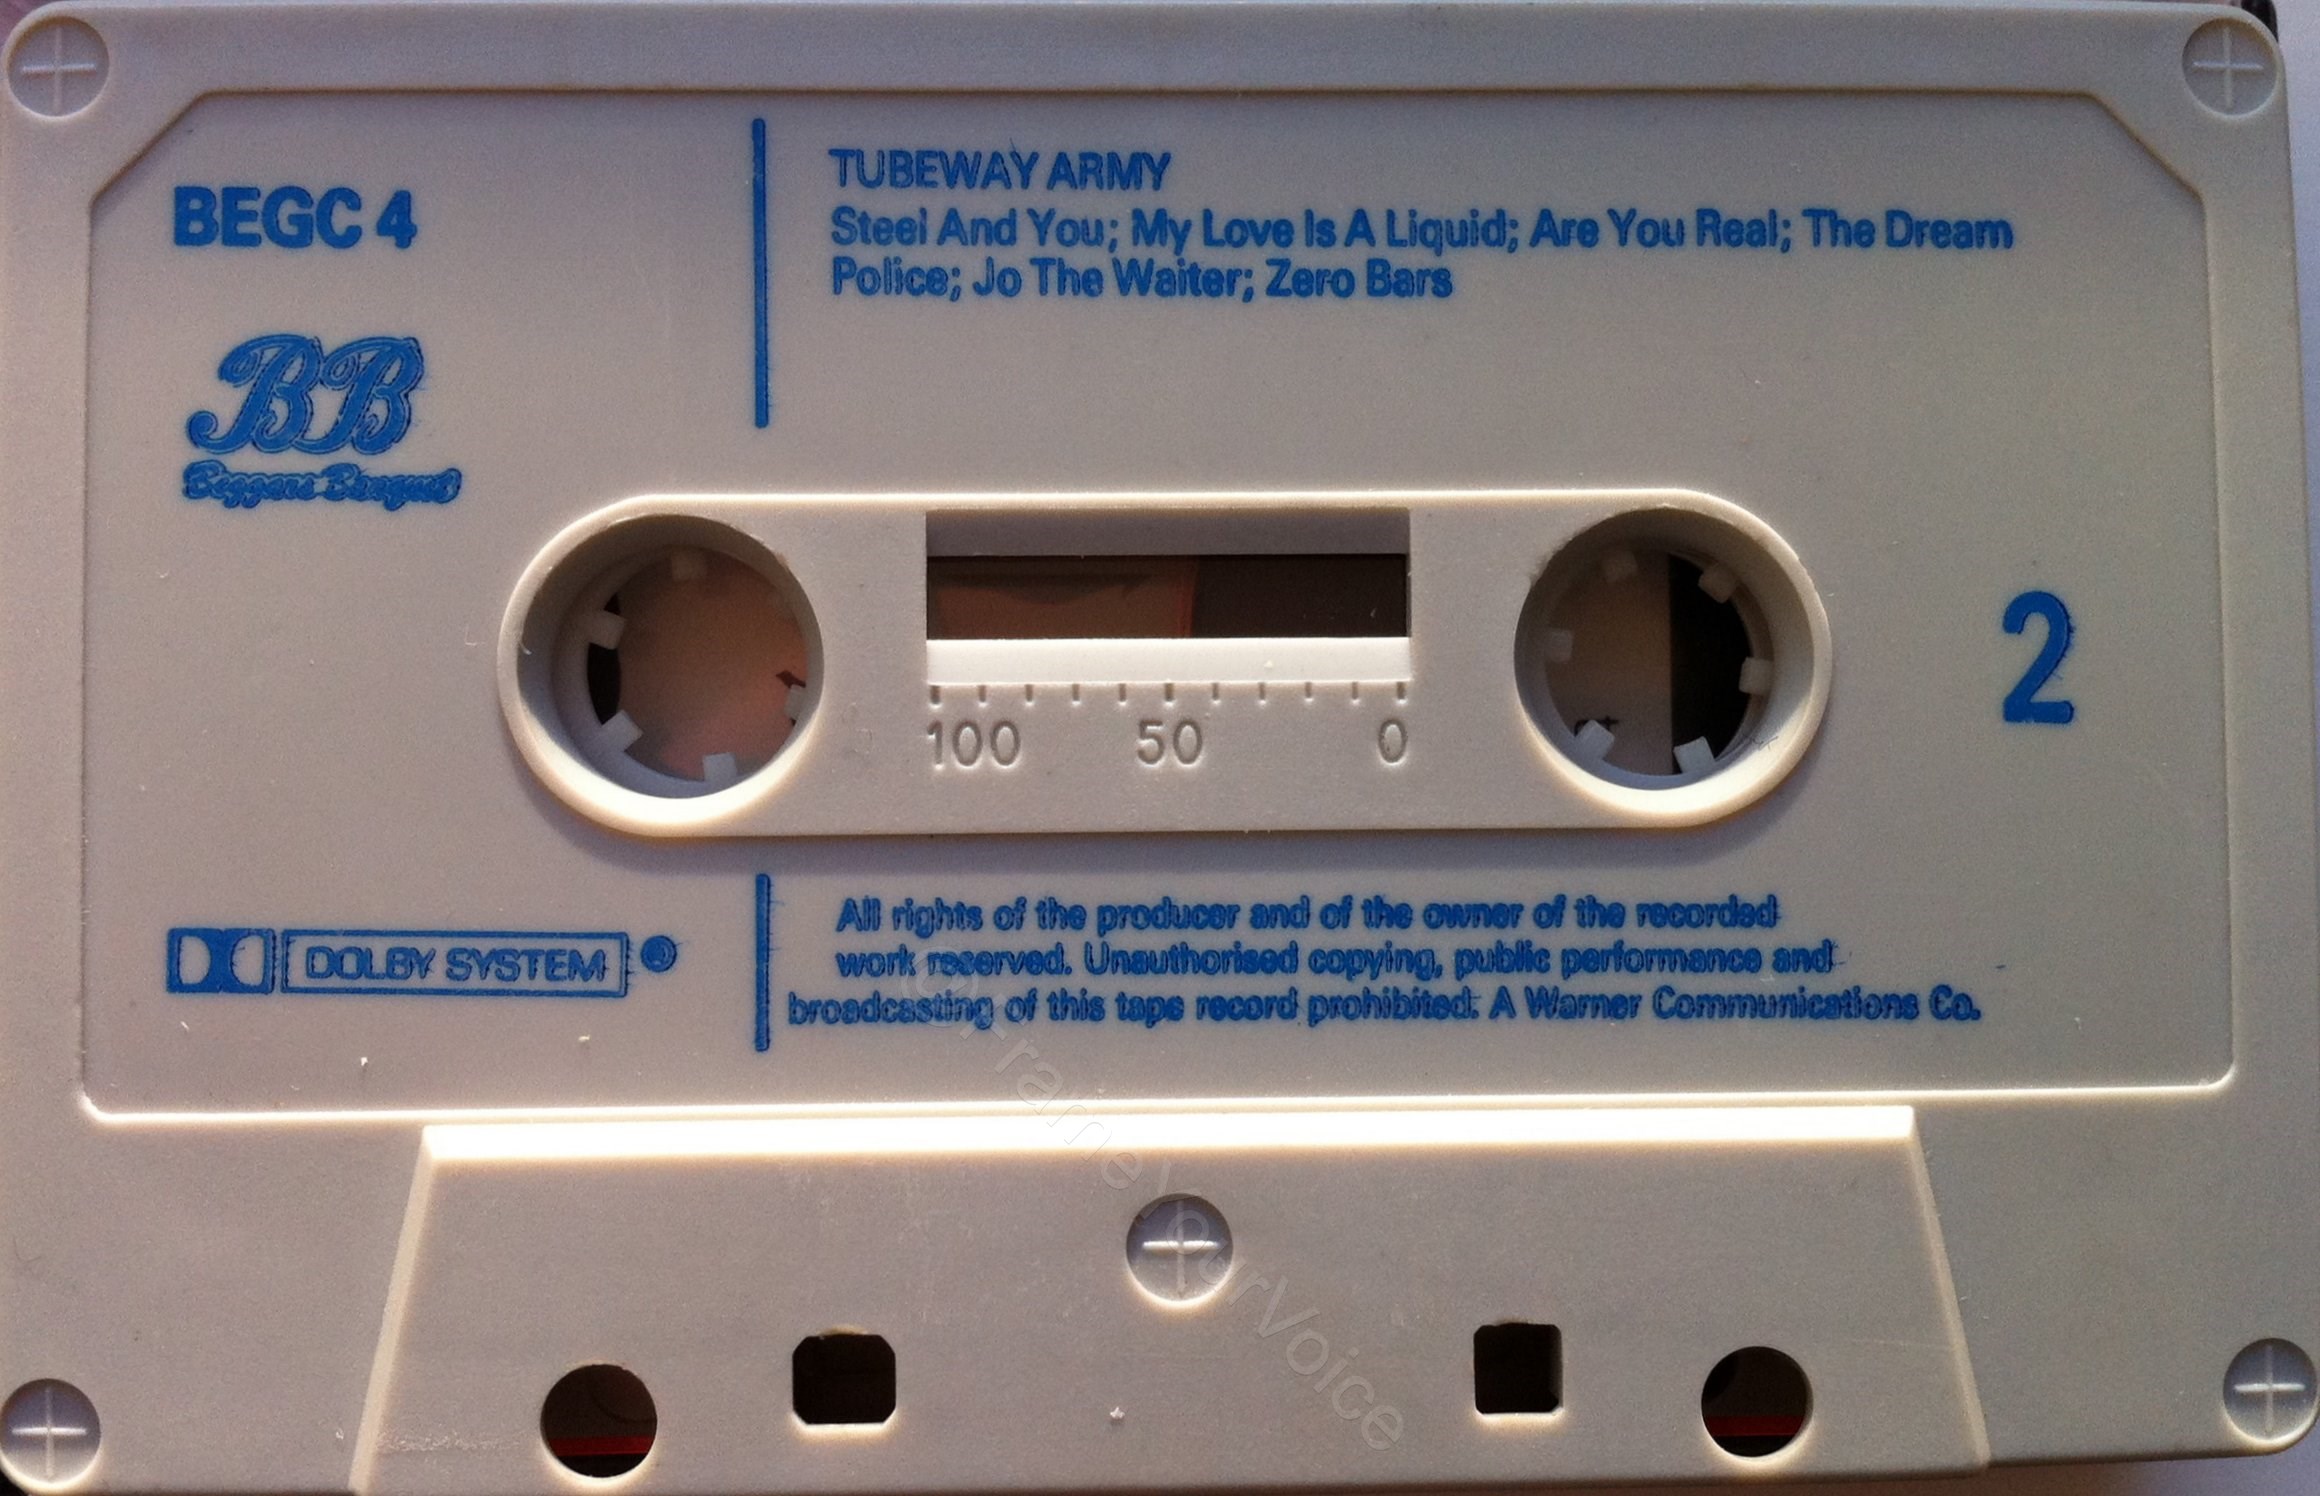 BEGC 4
BB
Beggars Banquet
TUBEWAY ARMY
Steel And You; My Love Is A Liquid; Are You Real; The Dream
Police; Jo The Waiter; Zero Bars
100 50 0
2
DOLBY SYSTEM
All rights of the producer and of the owner of the recorded
work reserved. Unauthorised copying, public performance and
broadcasting of this tape record prohibited. A Warner Communications Co.
@FrameYourVoice